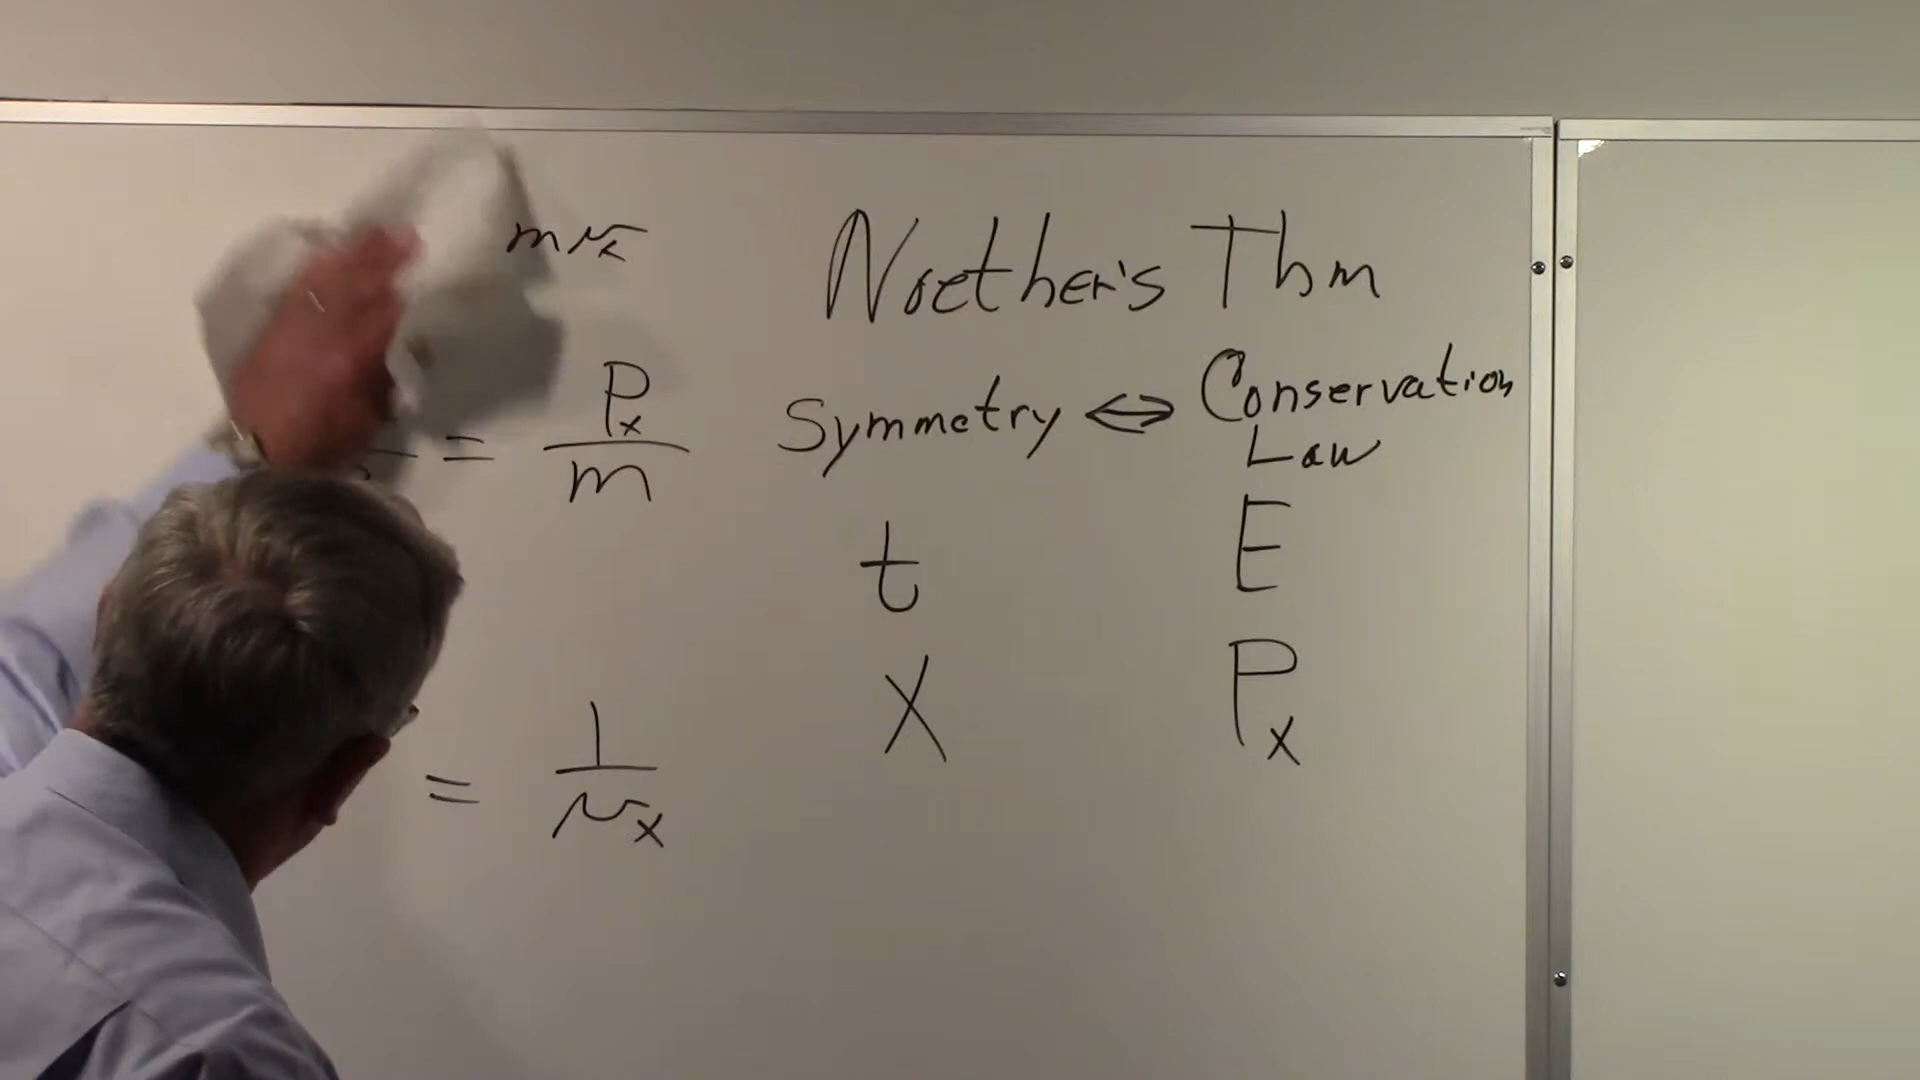 mvx
= Px/m
= 1/vx
Noether's Thm
Symmetry ⇔ Conservation
Law
t E
X Px